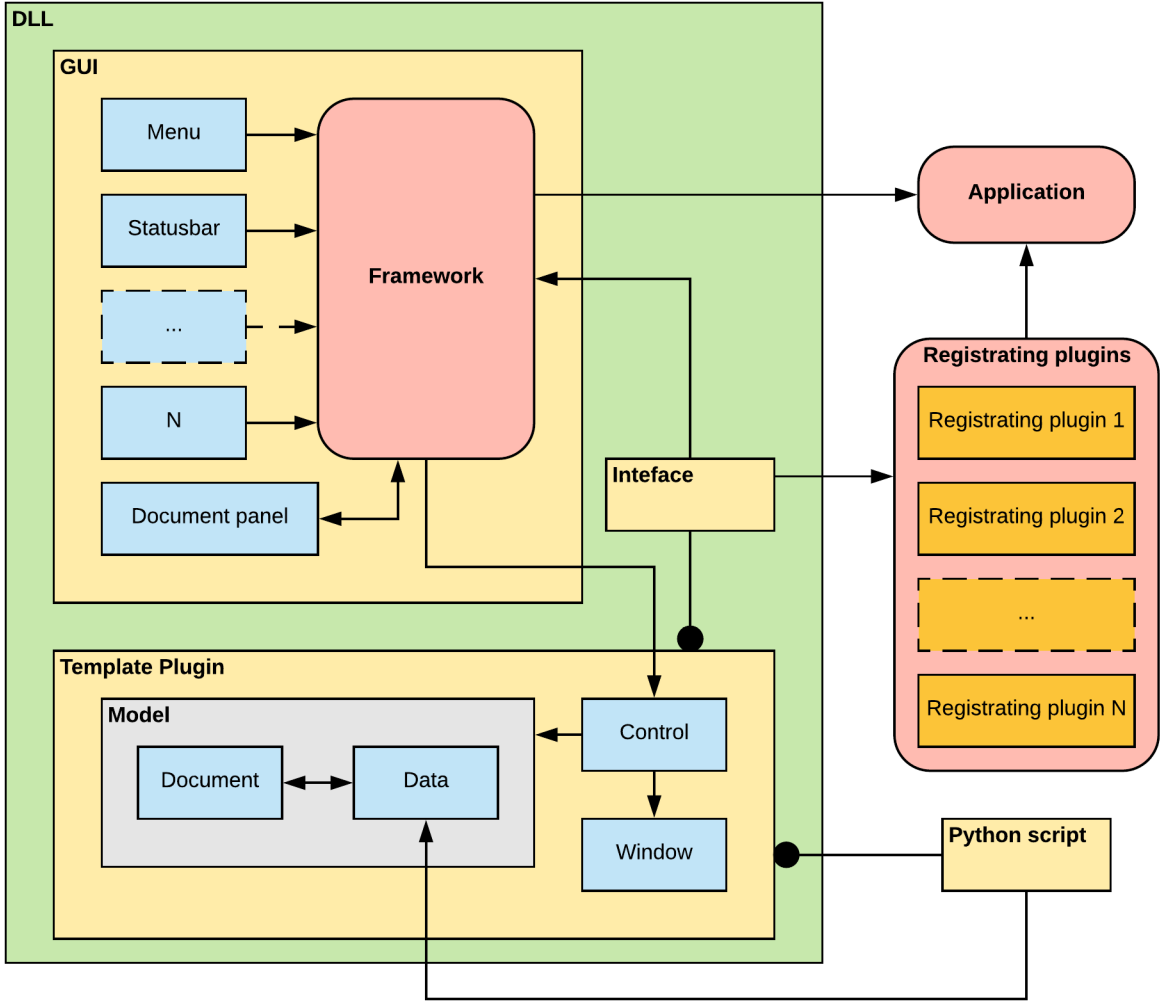 DLL
GUI
Menu
Statusbar
...
N
Document panel
Framework
Application
Registrating plugins
Registrating plugin 1
Registrating plugin 2
...
Registrating plugin N
Inteface
Template Plugin
Model
Document
Data
Control
Window
Python script